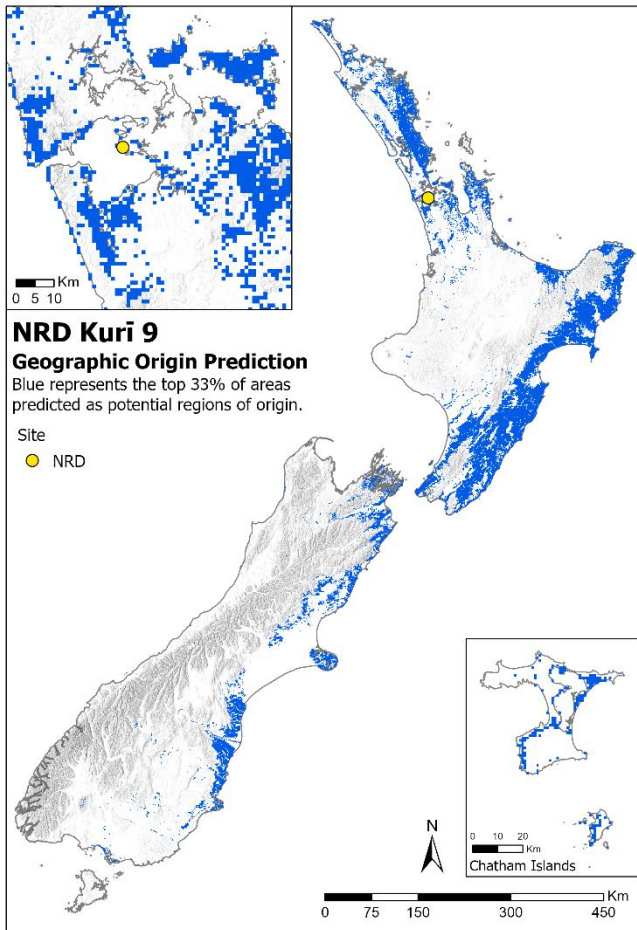 Km
0 5 10
NRD Kurī 9
Geographic Origin Prediction
Blue represents the top 33% of areas
predicted as potential regions of origin.
Site
NRD
N
0 10 20
Km
Chatham Islands
Km
0 75 150 300 450